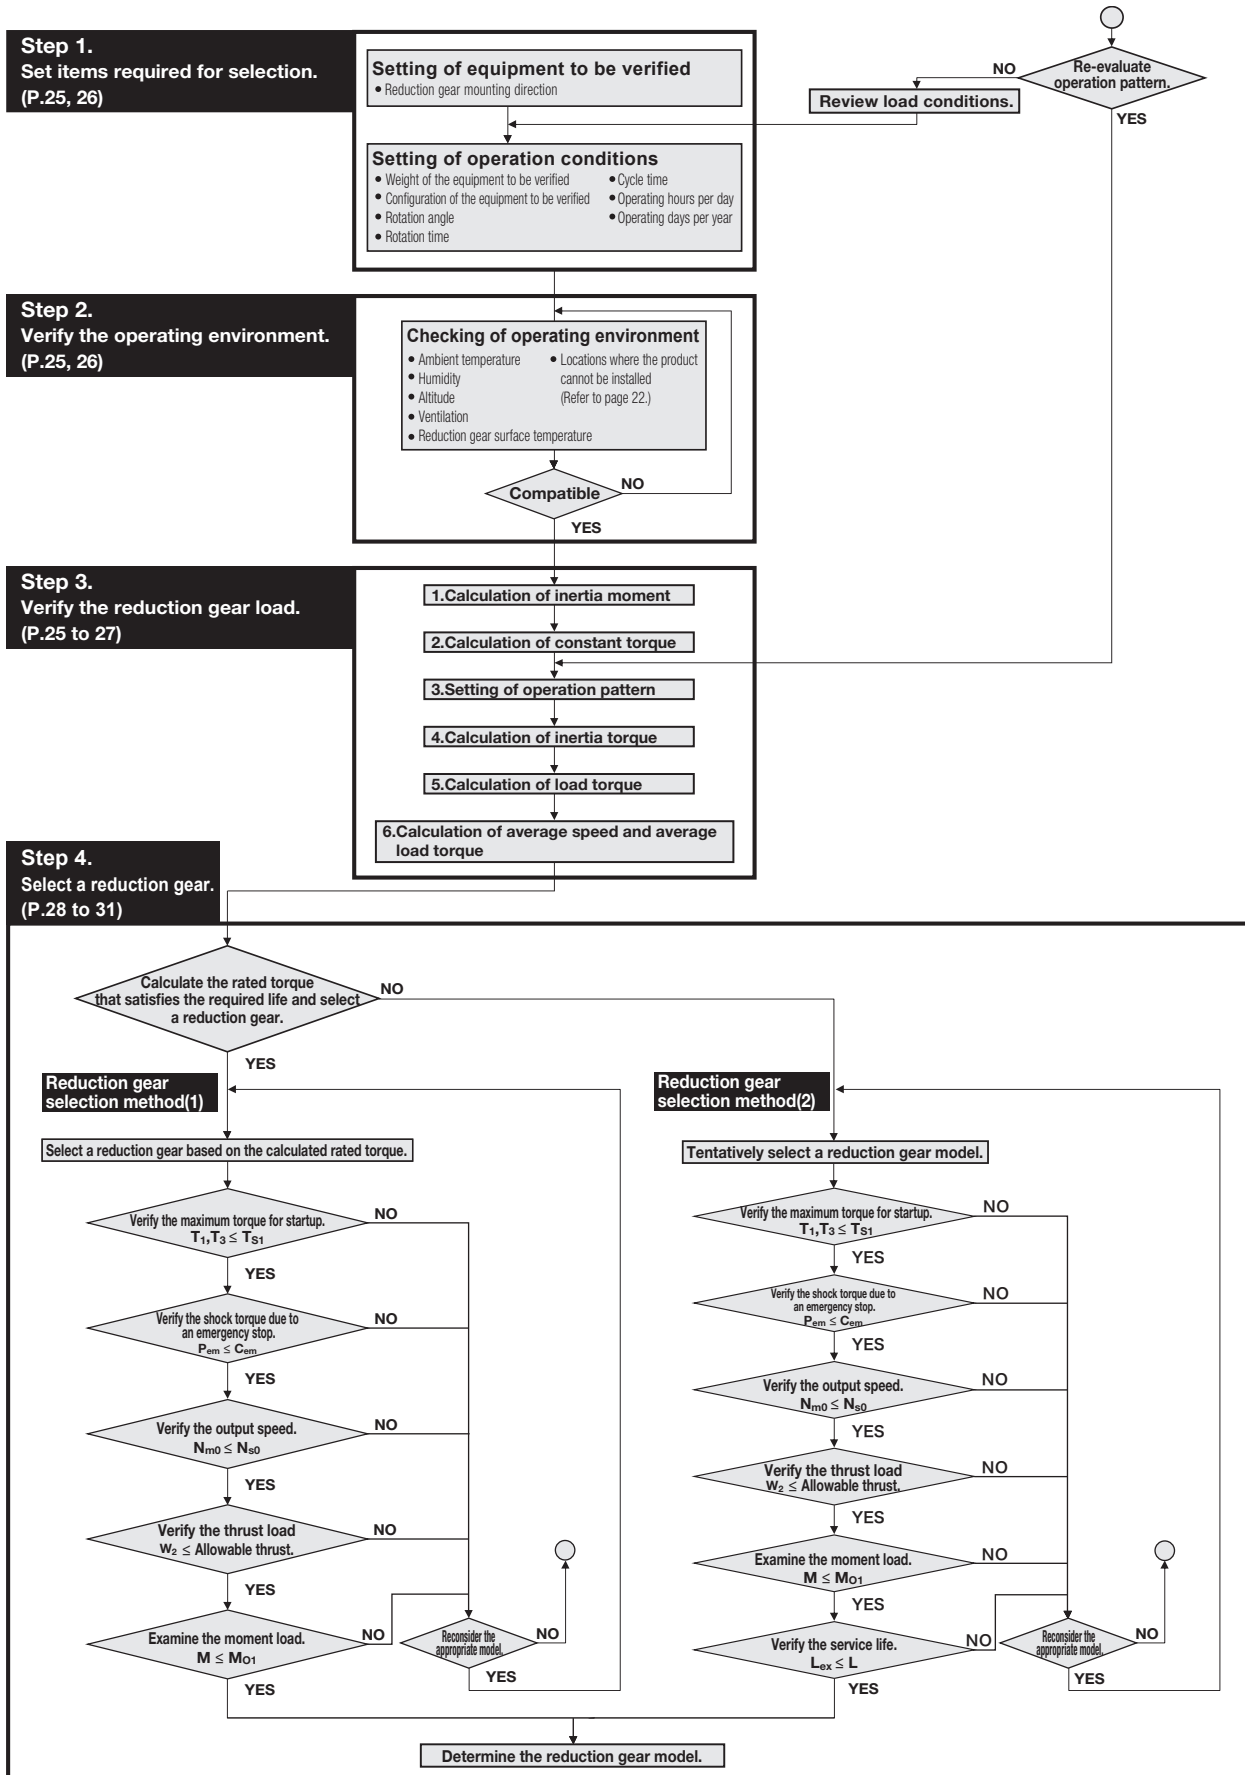 Step 1.
Set items required for selection.
(P.25, 26)
Setting of equipment to be verified
• Reduction gear mounting direction
Re-evaluate
operation pattern.
NO
YES
Review load conditions.
Setting of operation conditions
• Weight of the equipment to be verified
• Configuration of the equipment to be verified
• Rotation angle
• Rotation time
• Cycle time
• Operating hours per day
• Operating days per year
Step 2.
Verify the operating environment.
(P.25, 26)
Checking of operating environment
• Ambient temperature
• Humidity
• Altitude
• Ventilation
• Reduction gear surface temperature
• Locations where the product
cannot be installed
(Refer to page 22.)
Compatible
NO
YES
Step 3.
Verify the reduction gear load.
(P.25 to 27)
1.Calculation of inertia moment
2.Calculation of constant torque
3.Setting of operation pattern
4.Calculation of inertia torque
5.Calculation of load torque
6.Calculation of average speed and average
load torque
Step 4.
Select a reduction gear.
(P.28 to 31)
Calculate the rated torque
that satisfies the required life and select
a reduction gear.
NO
YES
Reduction gear
selection method(1)
Select a reduction gear based on the calculated rated torque.
Verify the maximum torque for startup.
T1,T3 ≤ TS1
NO
YES
Verify the shock torque due to
an emergency stop.
Pem ≤ Cem
NO
YES
Verify the output speed.
Nm0 ≤ Ns0
NO
YES
Verify the thrust load
W2 ≤ Allowable thrust.
NO
YES
Examine the moment load.
M ≤ MO1
NO
YES
Reconsider the
appropriate model.
NO
YES
Reduction gear
selection method(2)
Tentatively select a reduction gear model.
Verify the maximum torque for startup.
T1,T3 ≤ TS1
NO
YES
Verify the shock torque due to
an emergency stop.
Pem ≤ Cem
NO
YES
Verify the output speed.
Nm0 ≤ Ns0
NO
YES
Verify the thrust load
W2 ≤ Allowable thrust.
NO
YES
Examine the moment load.
M ≤ MO1
NO
YES
Verify the service life.
Lex ≤ L
NO
YES
Reconsider the
appropriate model.
NO
YES
Determine the reduction gear model.